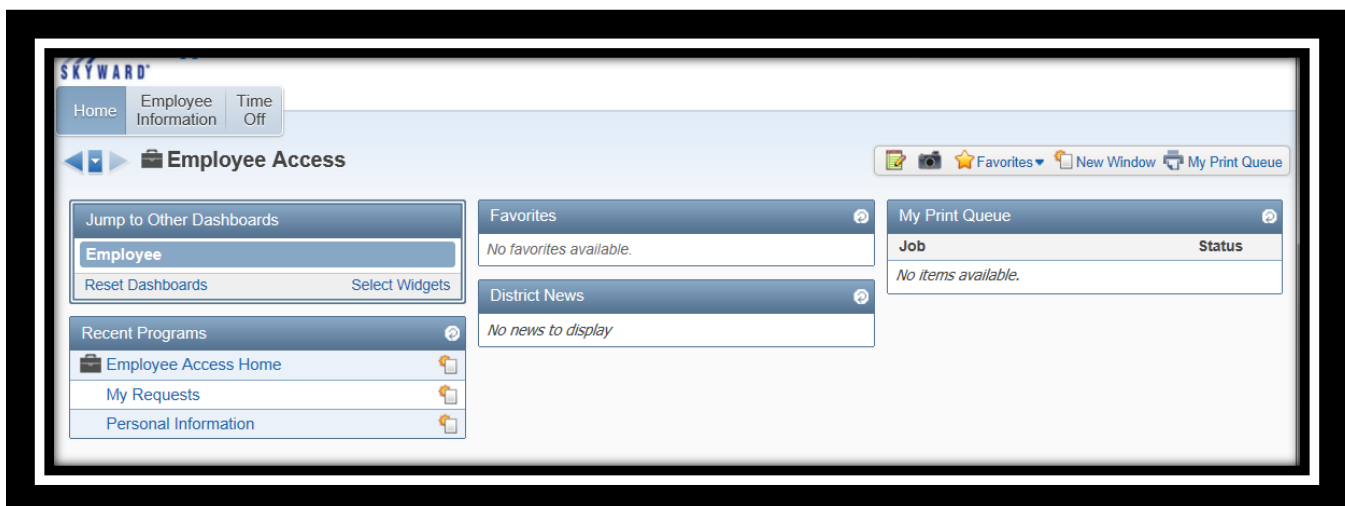 SKYWARD
Home
Employee Information
Time Off
Employee Access
Favorites
New Window
My Print Queue
Jump to Other Dashboards
Employee
Reset Dashboards
Select Widgets
Recent Programs
Employee Access Home
My Requests
Personal Information
Favorites
No favorites available.
District News
No news to display
My Print Queue
Job
Status
No items available.